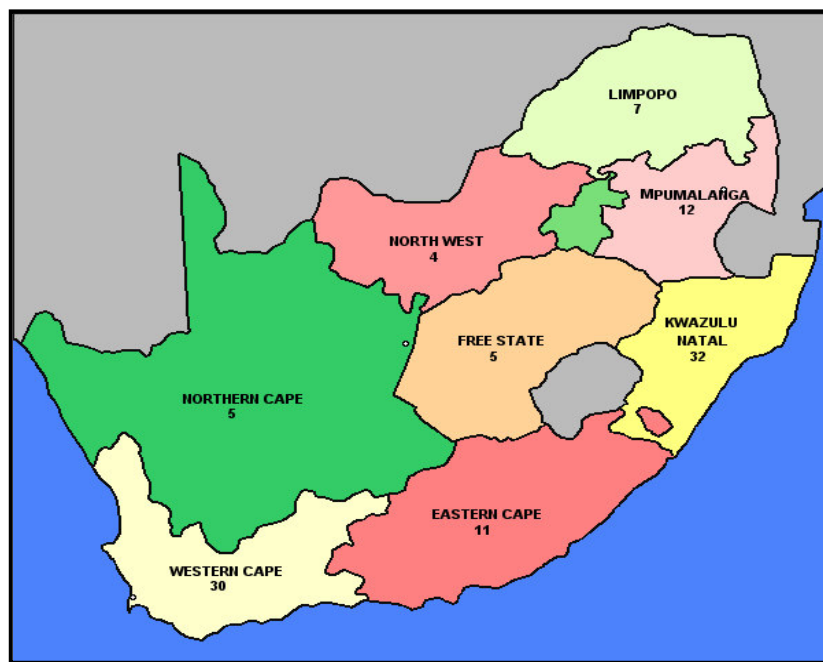 LIMPOPO
7
MPUMALANGA
12
NORTH WEST
4
KWAZULU
NATAL
32
FREE STATE
5
NORTHERN CAPE
5
EASTERN CAPE
11
WESTERN CAPE
30